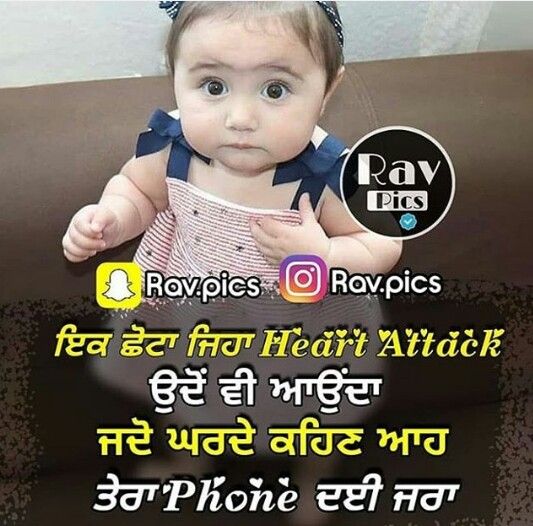 Rav
Pics
Rav.pics Rav.pics
ਇਕ ਛੋਟਾ ਜਿਹਾ Heart Attack
ਉਦੋਂ ਵੀ ਆਉਂਦਾ
ਜਦੋ ਘਰਦੇ ਕਹਿਣ ਆਹ
ਤੇਰਾ Phone ਦਈ ਜਰਾ